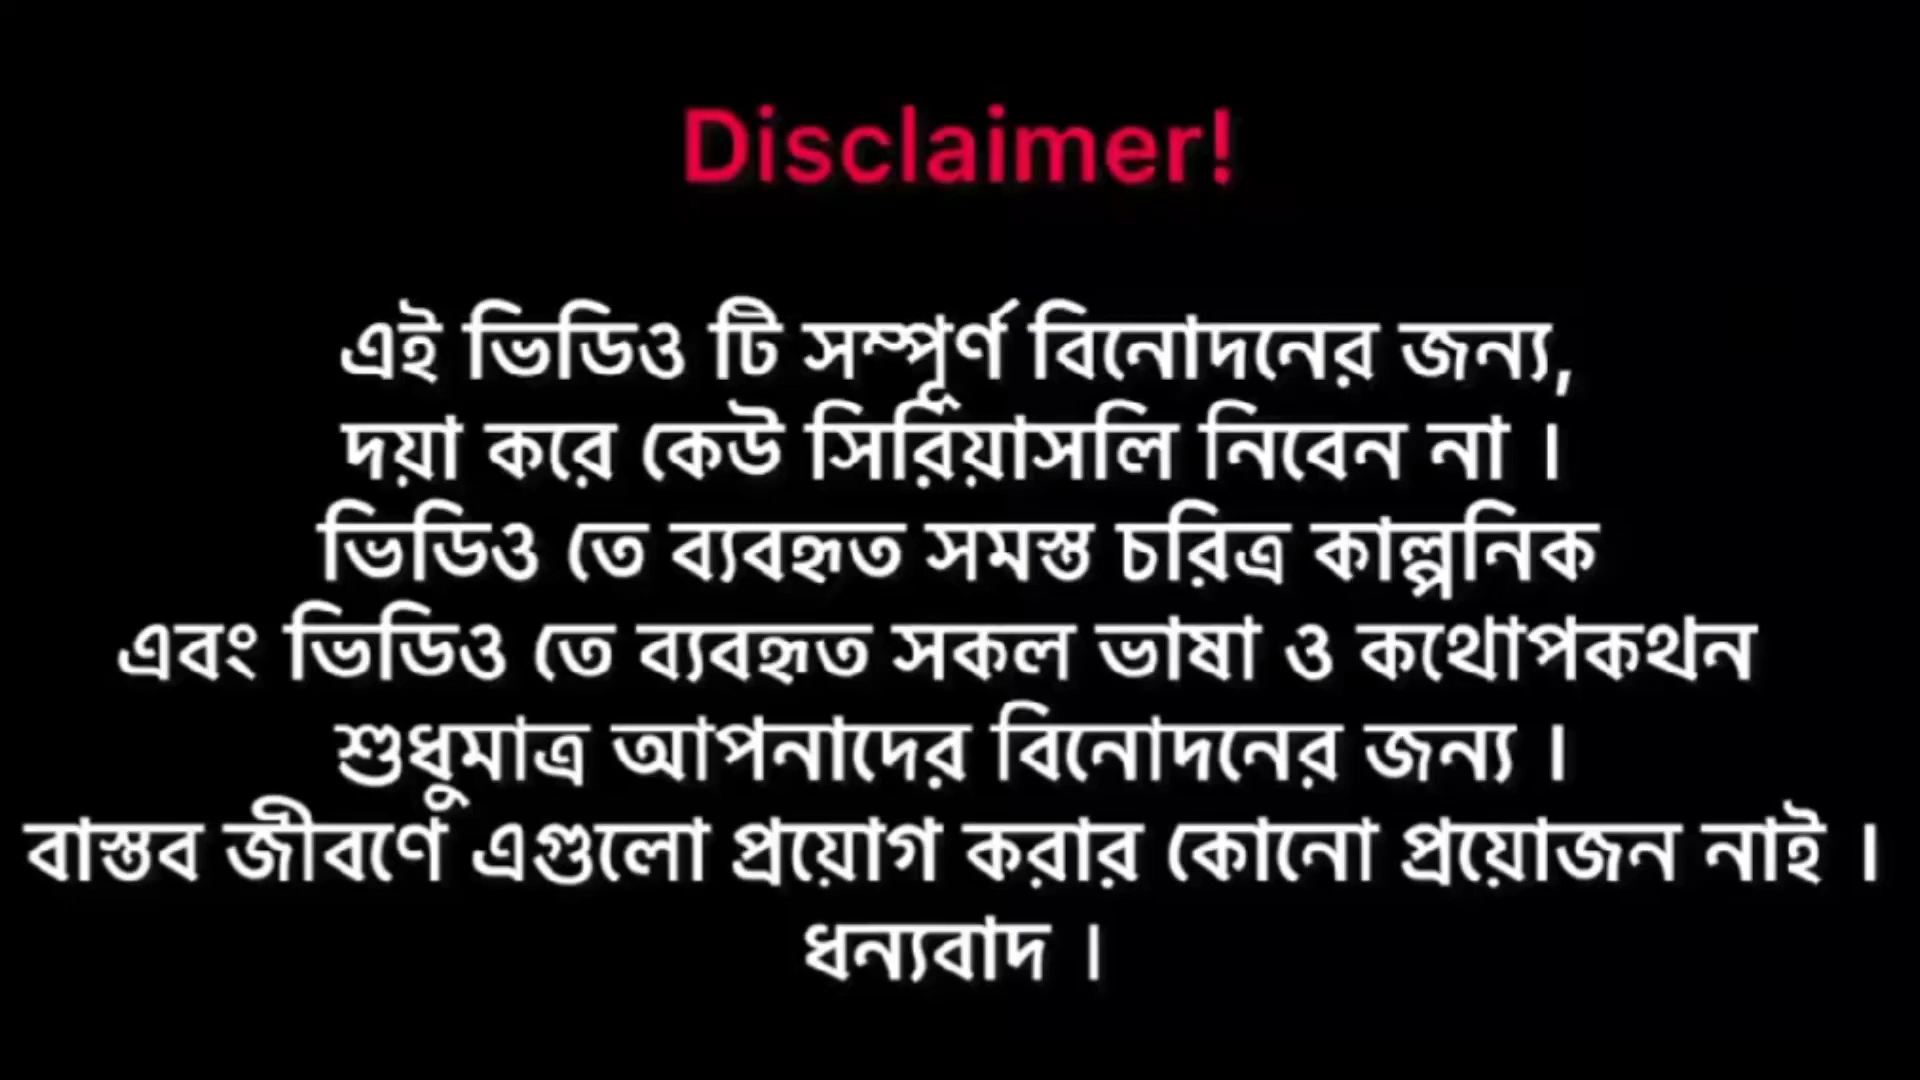 Disclaimer!
এই ভিডিও টি সম্পূর্ণ বিনোদনের জন্য,
দয়া করে কেউ সিরিয়াসলি নিবেন না ।
ভিডিও তে ব্যবহৃত সমস্ত চরিত্র কাল্পনিক
এবং ভিডিও তে ব্যবহৃত সকল ভাষা ও কথোপকথন
শুধুমাত্র আপনাদের বিনোদনের জন্য ।
বাস্তব জীবণে এগুলো প্রয়োগ করার কোনো প্রয়োজন নাই ।
ধন্যবাদ ।